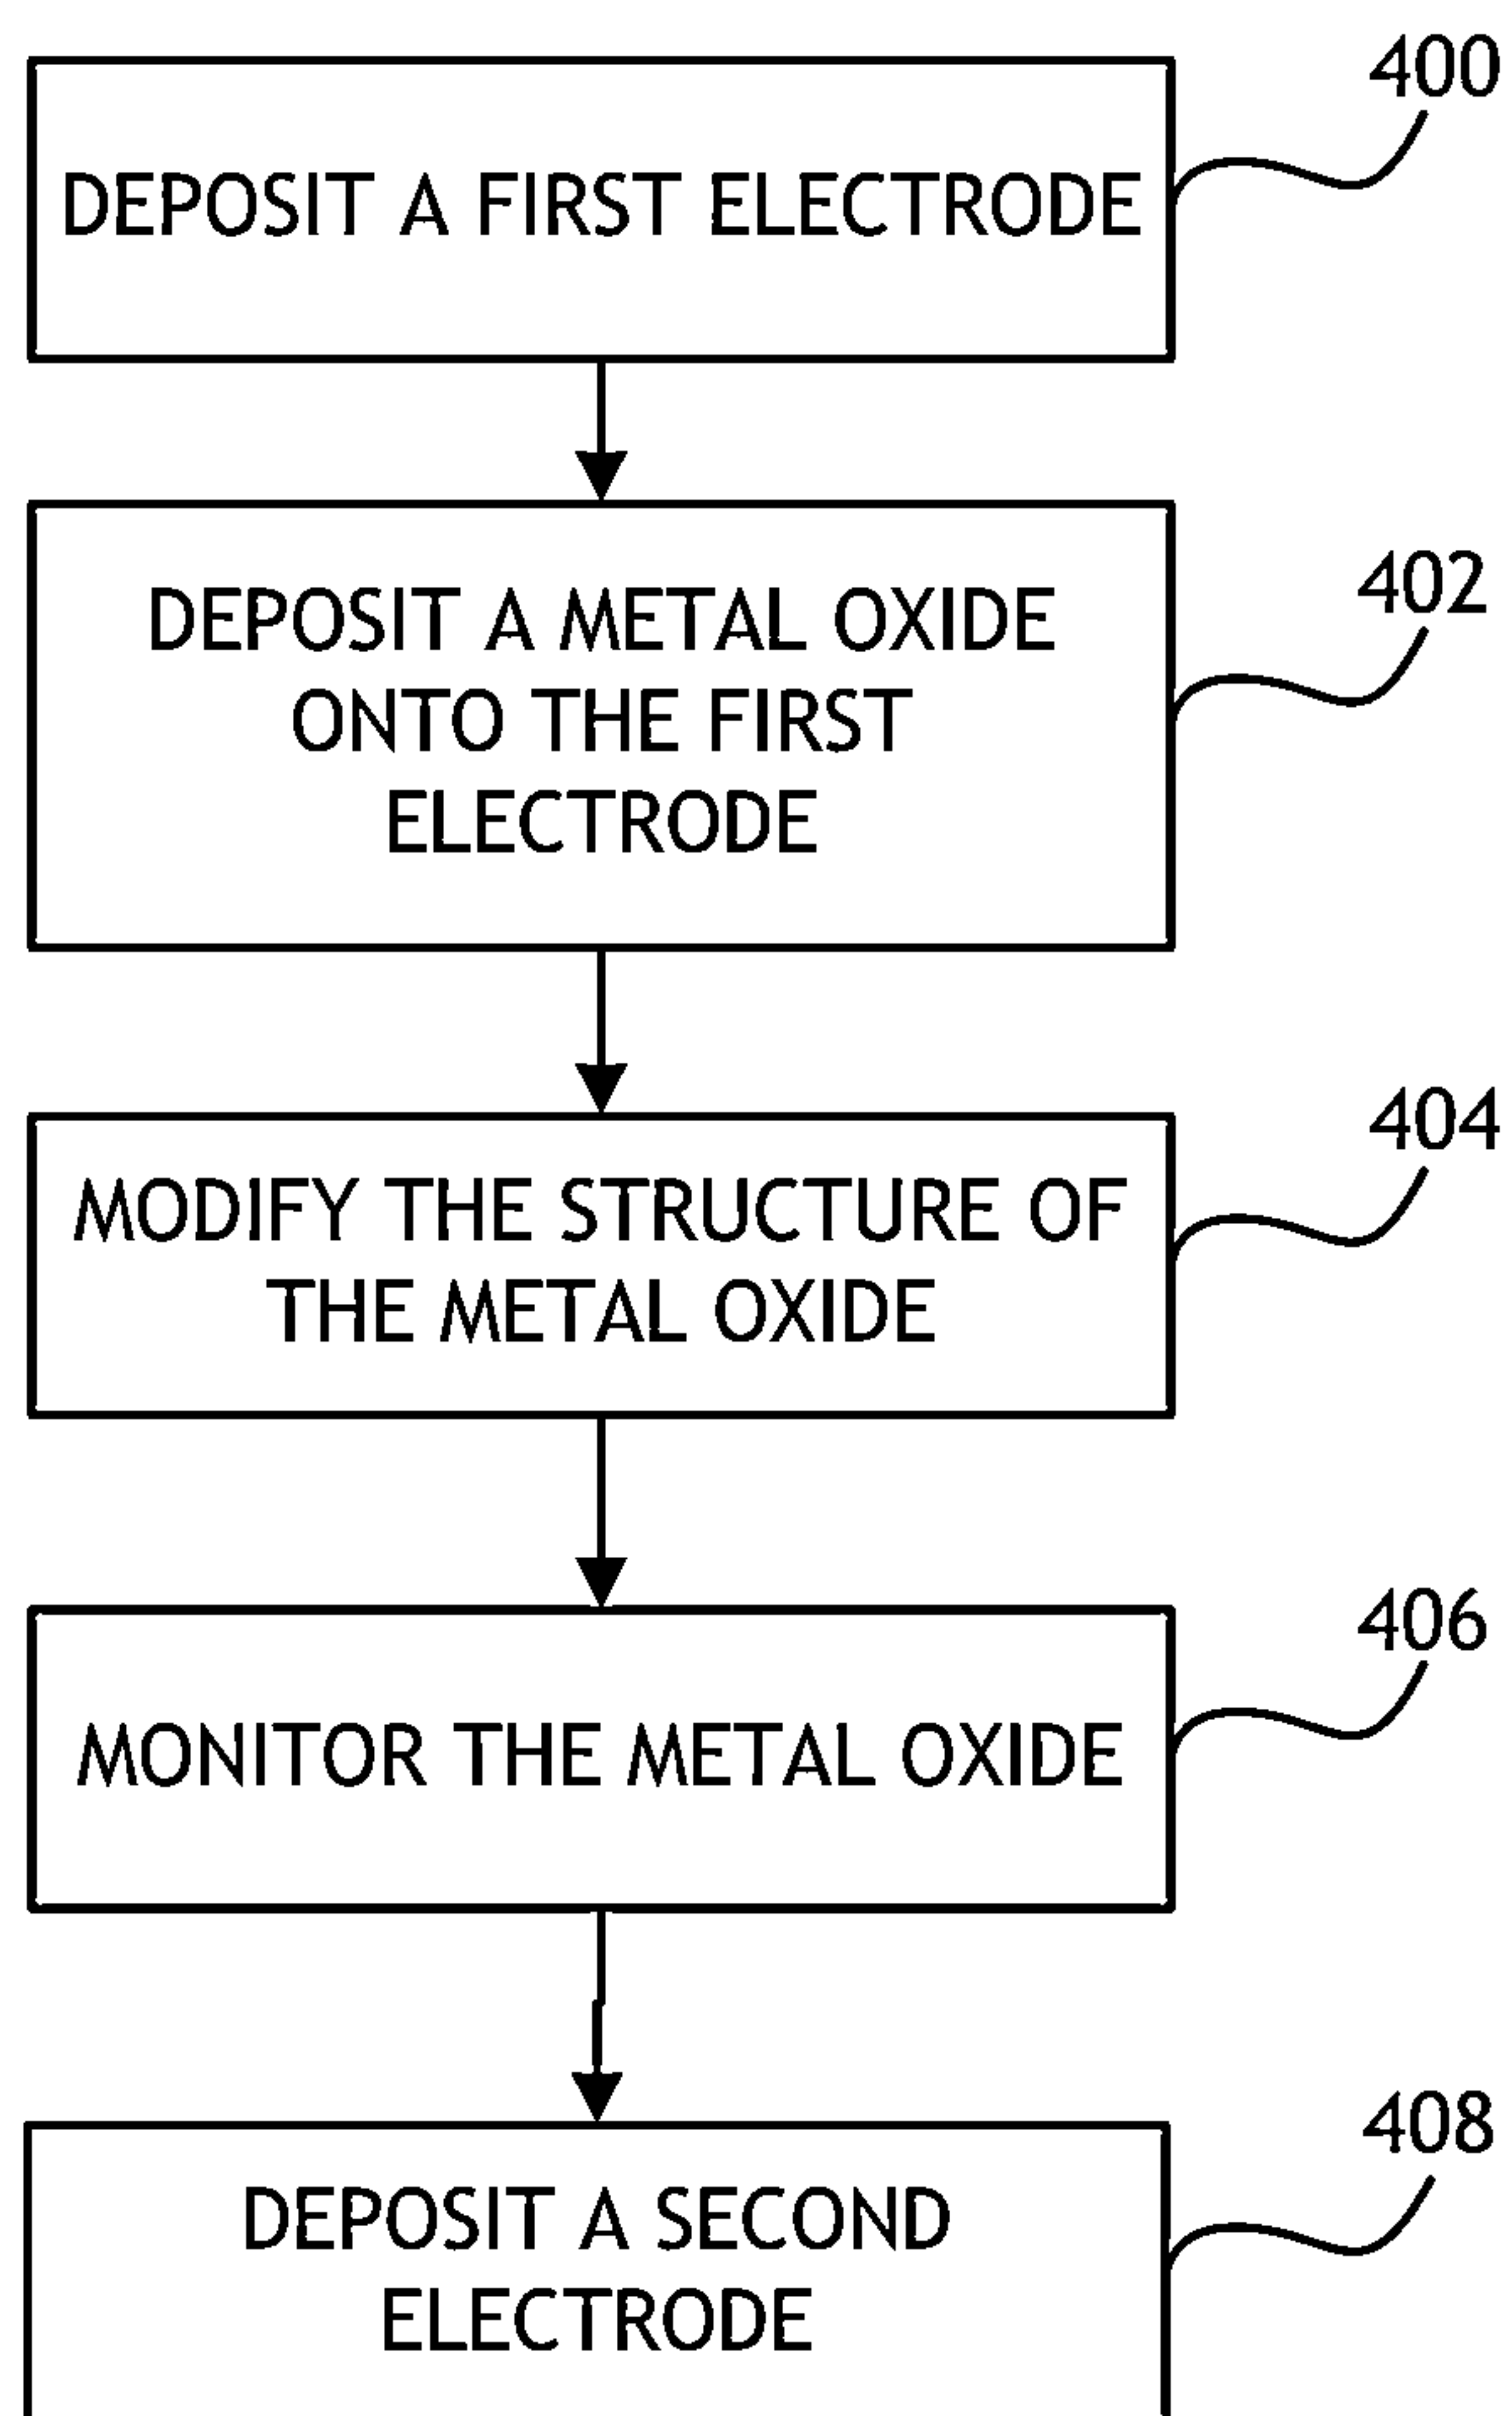 400
DEPOSIT A FIRST ELECTRODE
402
DEPOSIT A METAL OXIDE
ONTO THE FIRST
ELECTRODE
404
MODIFY THE STRUCTURE OF
THE METAL OXIDE
406
MONITOR THE METAL OXIDE
408
DEPOSIT A SECOND
ELECTRODE